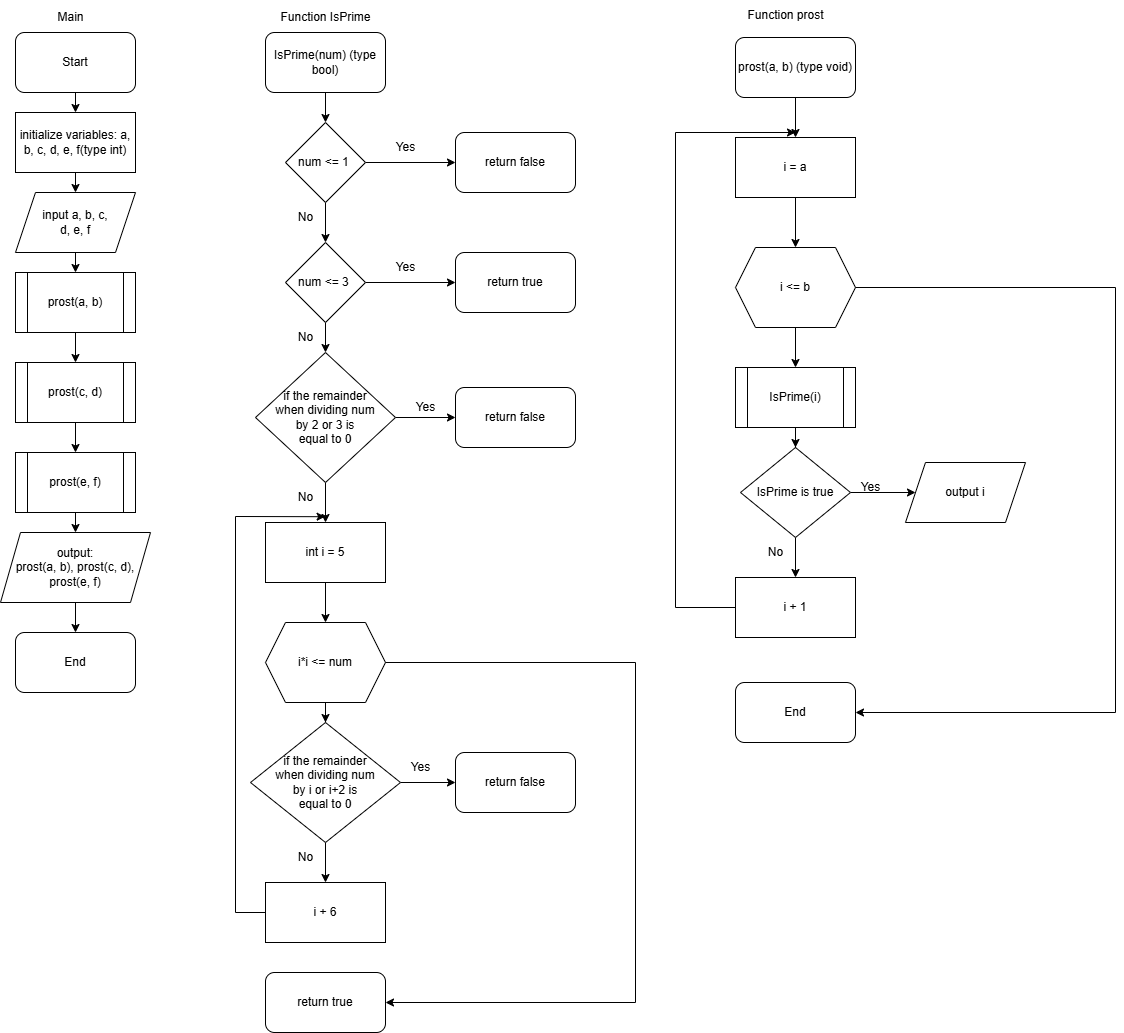 Main
Start
initialize variables: a,
b, c, d, e, f(type int)
input a, b, c,
d, e, f
prost(a, b)
prost(c, d)
prost(e, f)
output:
prost(a, b), prost(c, d),
prost(e, f)
End
Function IsPrime
IsPrime(num) (type
bool)
num <= 1
Yes
return false
No
num <= 3
Yes
return true
No
if the remainder
when dividing num
by 2 or 3 is
equal to 0
Yes
return false
No
int i = 5
i*i <= num
if the remainder
when dividing num
by i or i+2 is
equal to 0
Yes
return false
No
i + 6
return true
Function prost
prost(a, b) (type void)
i = a
i <= b
IsPrime(i)
IsPrime is true
Yes
output i
No
i + 1
End